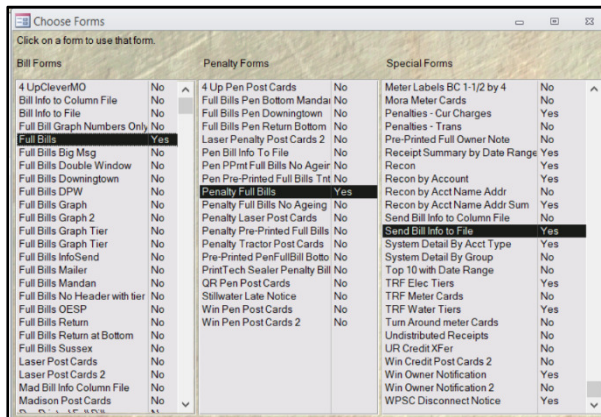 Choose Forms
Click on a form to use that form.
Bill Forms
4 UpCleverMO No
Bill Info to Column File No
Bill Info to File No
Full Bill Graph Numbers Only No
Full Bills Yes
Full Bills Big Msg No
Full Bills Double Window No
Full Bills Downingtown No
Full Bills DPW No
Full Bills Graph No
Full Bills Graph 2 No
Full Bills Graph Tier No
Full Bills Graph Tier No
Full Bills InfoSend No
Full Bills Mailer No
Full Bills Mandan No
Full Bills No Header with tier No
Full Bills OESP No
Full Bills Return No
Full Bills Return at Bottom No
Full Bills Sussex No
Laser Post Cards No
Laser Post Cards 2 No
Mad Bill Info Column File No
Madison Post Cards No
Penalty Forms
4 Up Pen Post Cards No
Full Bills Pen Bottom Mandan No
Full Bills Pen Downingtown No
Full Bills Pen Return Bottom No
Laser Penalty Post Cards 2 No
Pen Bill Info To File No
Pen PPrnt Full Bills No Agein No
Pen Pre-Printed Full Bills Tnt No
Penalty Full Bills Yes
Penalty Full Bills No Ageing No
Penalty Laser Post Cards No
Penalty Pre-Printed Full Bills No
Penalty Tractor Post Cards No
Pre-Printed PenFullBill Botto No
PrintTech Sealer Penalty Bill No
QR Pen Post Cards No
Stillwater Late Notice No
Win Pen Post Cards No
Win Pen Post Cards 2 No
Special Forms
Meter Labels BC 1-1/2 by 4 No
Mora Meter Cards No
Penalties - Cur Charges Yes
Penalties - Trans No
Pre-Printed Full Owner Note No
Receipt Summary by Date Range Yes
Recon Yes
Recon by Account Yes
Recon by Acct Name Addr No
Recon by Acct Name Addr Sum Yes
Send Bill Info to Column File No
Send Bill Info to File Yes
System Detail By Acct Type Yes
System Detail By Group No
Top 10 with Date Range No
TRF Elec Tiers Yes
TRF Meter Cards No
TRF Water Tiers Yes
Turn Around meter Cards No
Undistributed Receipts No
UR Credit XFer No
Win Credit Post Cards 2 No
Win Owner Notification Yes
Win Owner Notification 2 No
WPSC Disconnect Notice Yes